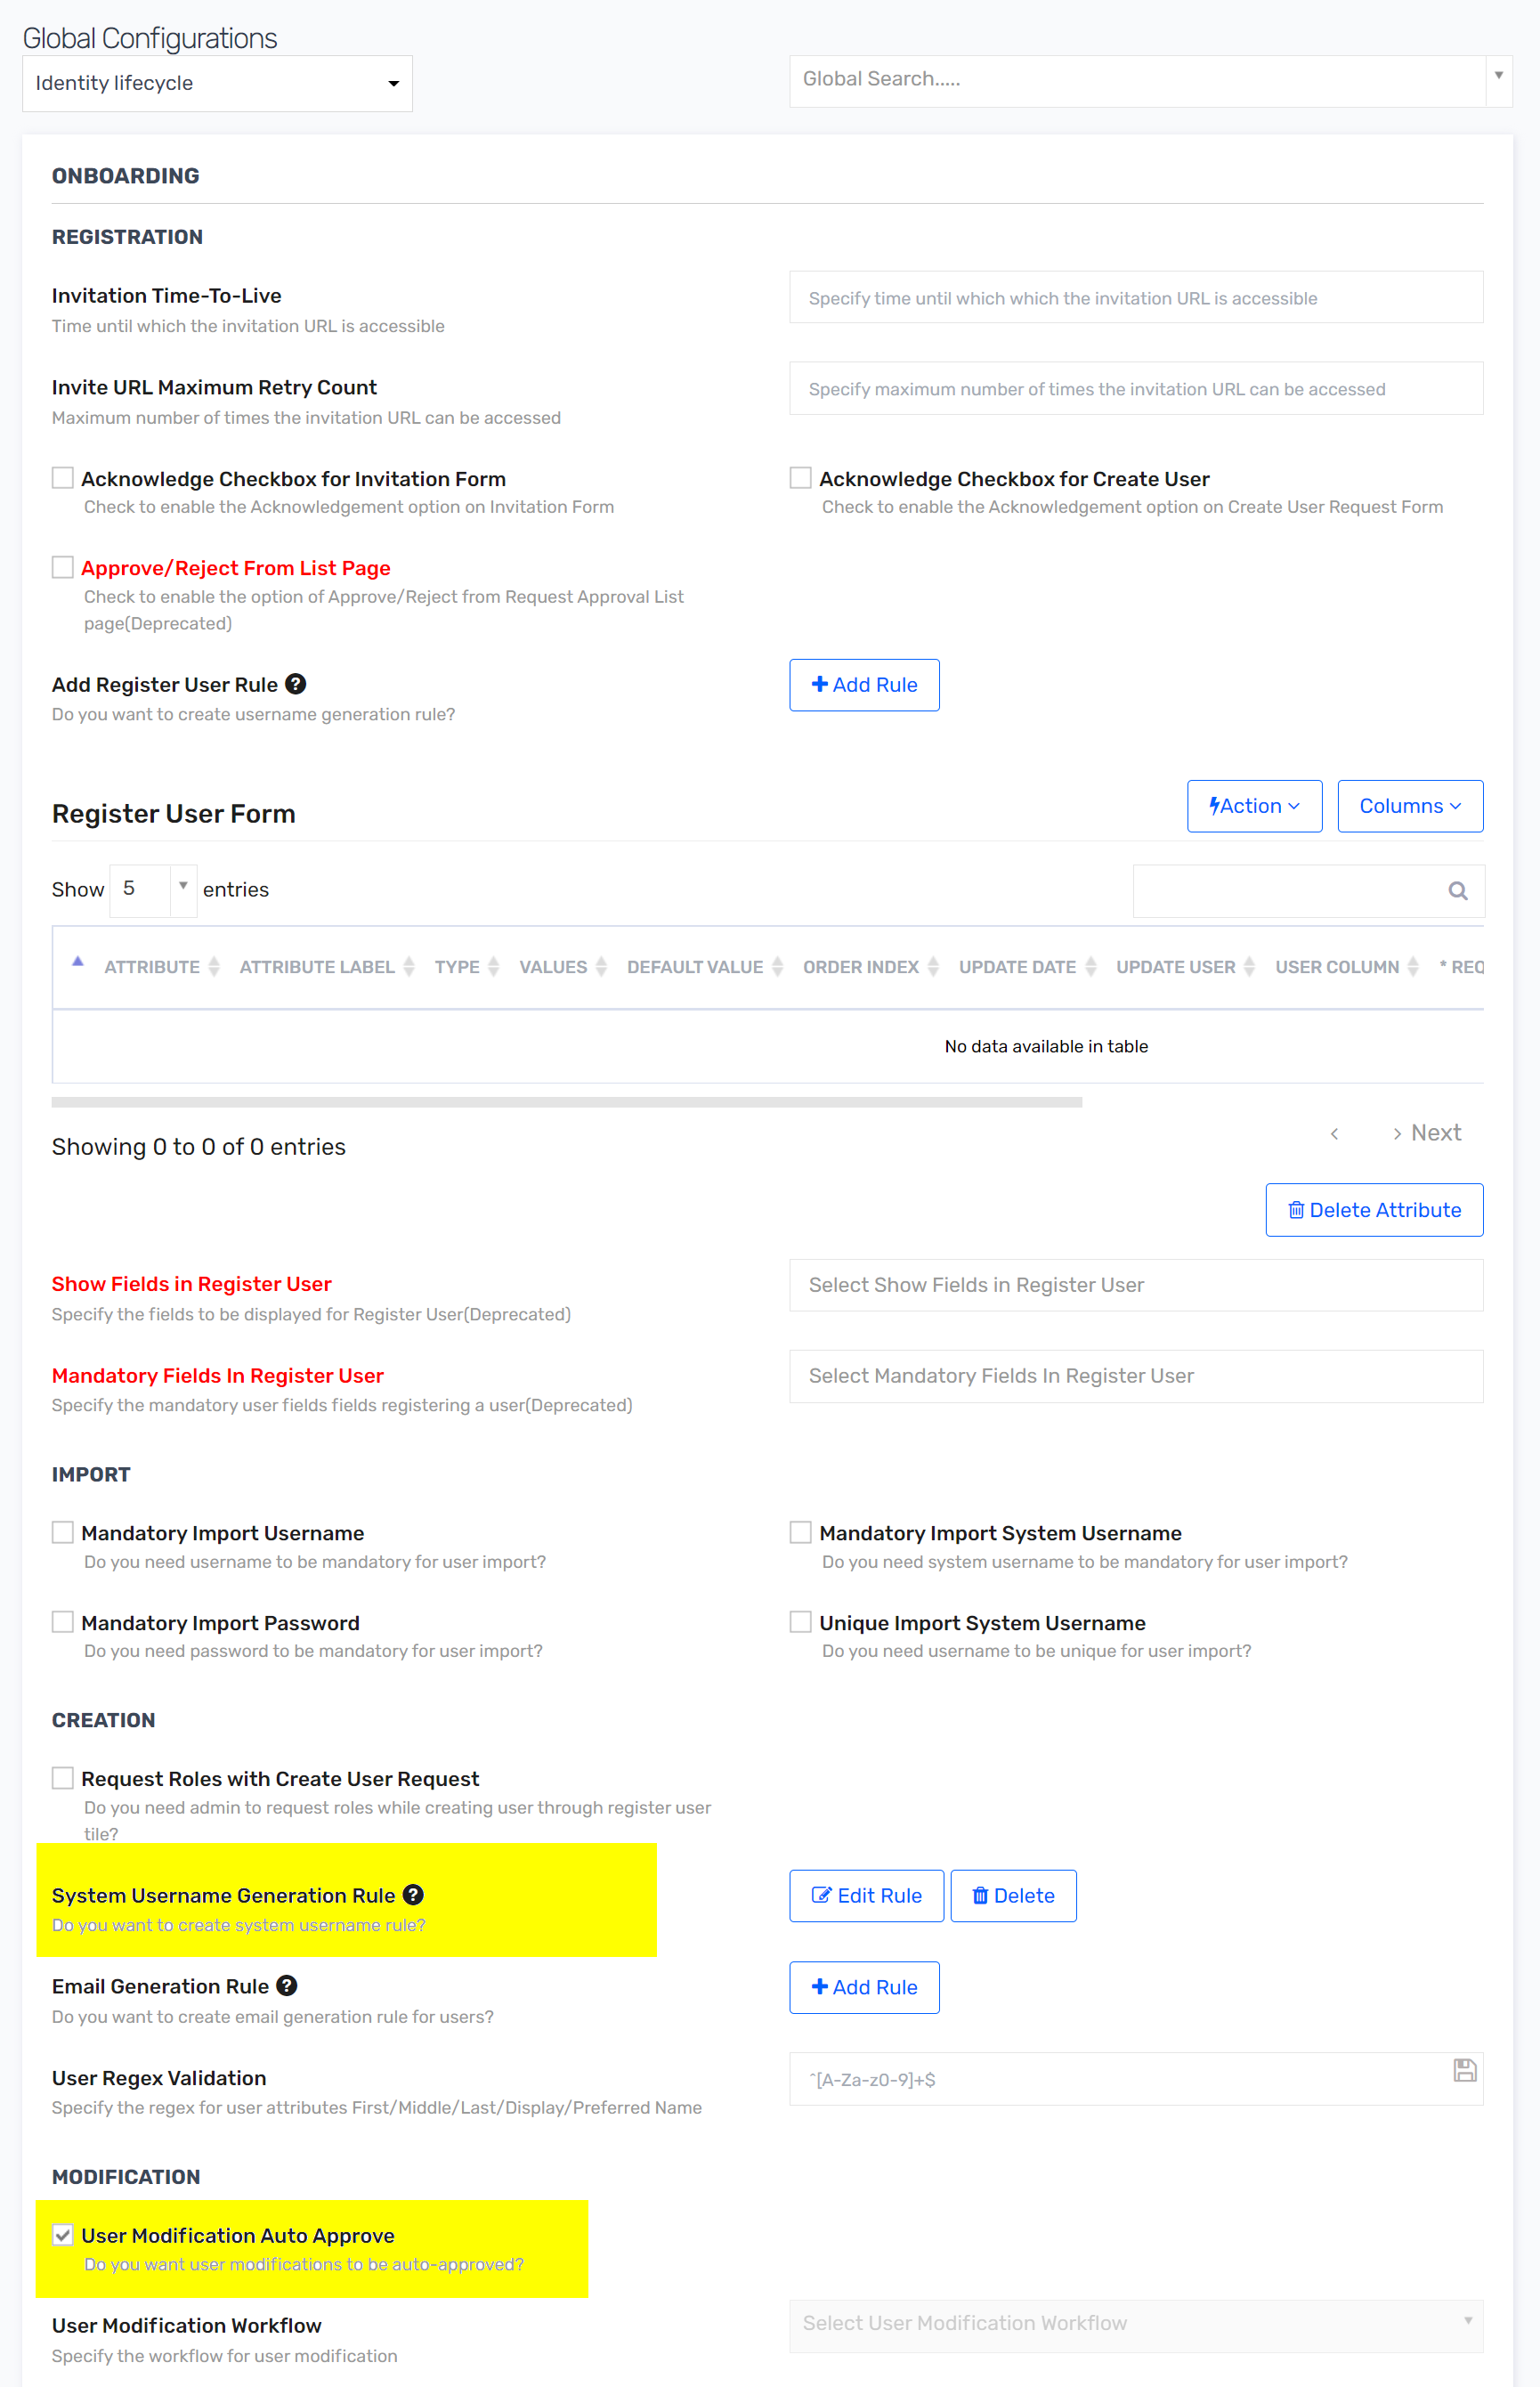 Global Configurations
Identity lifecycle
Global Search.....
ONBOARDING
REGISTRATION
Invitation Time-To-Live
Time until which the invitation URL is accessible
Specify time until which which the invitation URL is accessible
Invite URL Maximum Retry Count
Maximum number of times the invitation URL can be accessed
Specify maximum number of times the invitation URL can be accessed
Acknowledge Checkbox for Invitation Form
Check to enable the Acknowledgement option on Invitation Form
Acknowledge Checkbox for Create User
Check to enable the Acknowledgement option on Create User Request Form
Approve/Reject From List Page
Check to enable the option of Approve/Reject from Request Approval List
page(Deprecated)
Add Register User Rule ?
Do you want to create username generation rule?
Add Rule
Register User Form
Action
Columns
Show 5 entries
ATTRIBUTE ATTRIBUTE LABEL TYPE VALUES DEFAULT VALUE ORDER INDEX UPDATE DATE UPDATE USER USER COLUMN * REQ
No data available in table
Showing 0 to 0 of 0 entries
Next
Delete Attribute
Show Fields in Register User
Specify the fields to be displayed for Register User(Deprecated)
Select Show Fields in Register User
Mandatory Fields In Register User
Specify the mandatory user fields fields registering a user(Deprecated)
Select Mandatory Fields In Register User
IMPORT
Mandatory Import Username
Do you need username to be mandatory for user import?
Mandatory Import System Username
Do you need system username to be mandatory for user import?
Mandatory Import Password
Do you need password to be mandatory for user import?
Unique Import System Username
Do you need username to be unique for user import?
CREATION
Request Roles with Create User Request
Do you need admin to request roles while creating user through register user
tile?
System Username Generation Rule ?
Do you want to create system username rule?
Edit Rule
Delete
Email Generation Rule ?
Do you want to create email generation rule for users?
Add Rule
User Regex Validation
Specify the regex for user attributes First/Middle/Last/Display/Preferred Name
^[A-Za-z0-9]+$
MODIFICATION
User Modification Auto Approve
Do you want user modifications to be auto-approved?
User Modification Workflow
Specify the workflow for user modification
Select User Modification Workflow